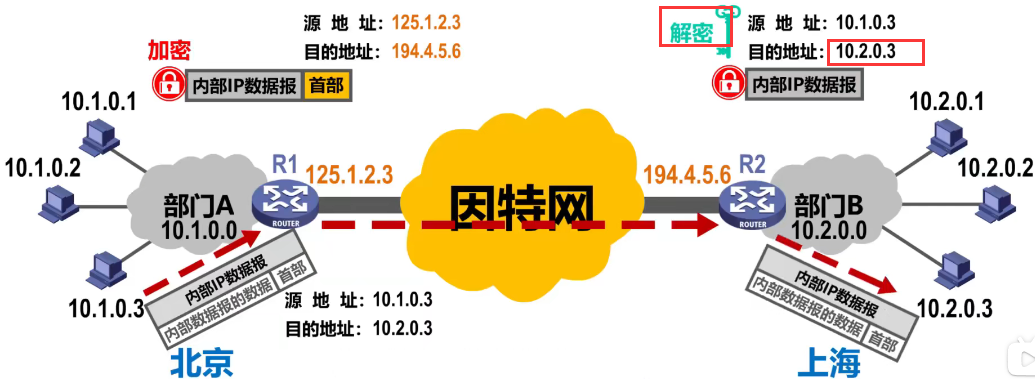 源 地 址：125.1.2.3
目的地址：194.4.5.6
加密
内部IP数据报 首部
解密
源 地 址：10.1.0.3
目的地址：10.2.0.3
内部IP数据报
10.1.0.1
10.1.0.2
10.1.0.3
部门A
10.1.0.0
R1
125.1.2.3
ROUTER
因特网
194.4.5.6
R2
ROUTER
部门B
10.2.0.0
10.2.0.1
10.2.0.2
10.2.0.3
内部IP数据报
内部数据报的数据 首部
源 地 址：10.1.0.3
目的地址：10.2.0.3
内部IP数据报
内部数据报的数据 首部
北京
上海